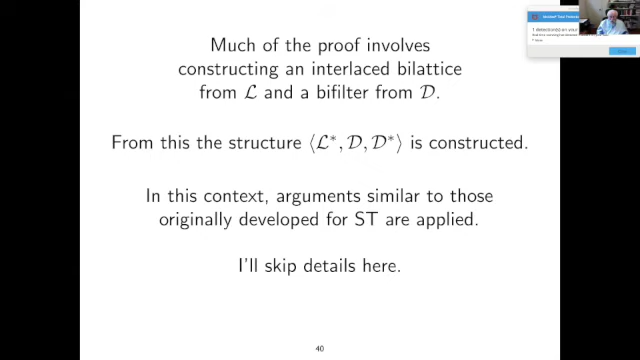 Much of the proof involves
constructing an interlaced bilattice
from ℒ and a bifilter from 𝒟.
From this the structure ⟨ℒ*, 𝒟, 𝒟*⟩ is constructed.
In this context, arguments similar to those
originally developed for ST are applied.
I'll skip details here.
40